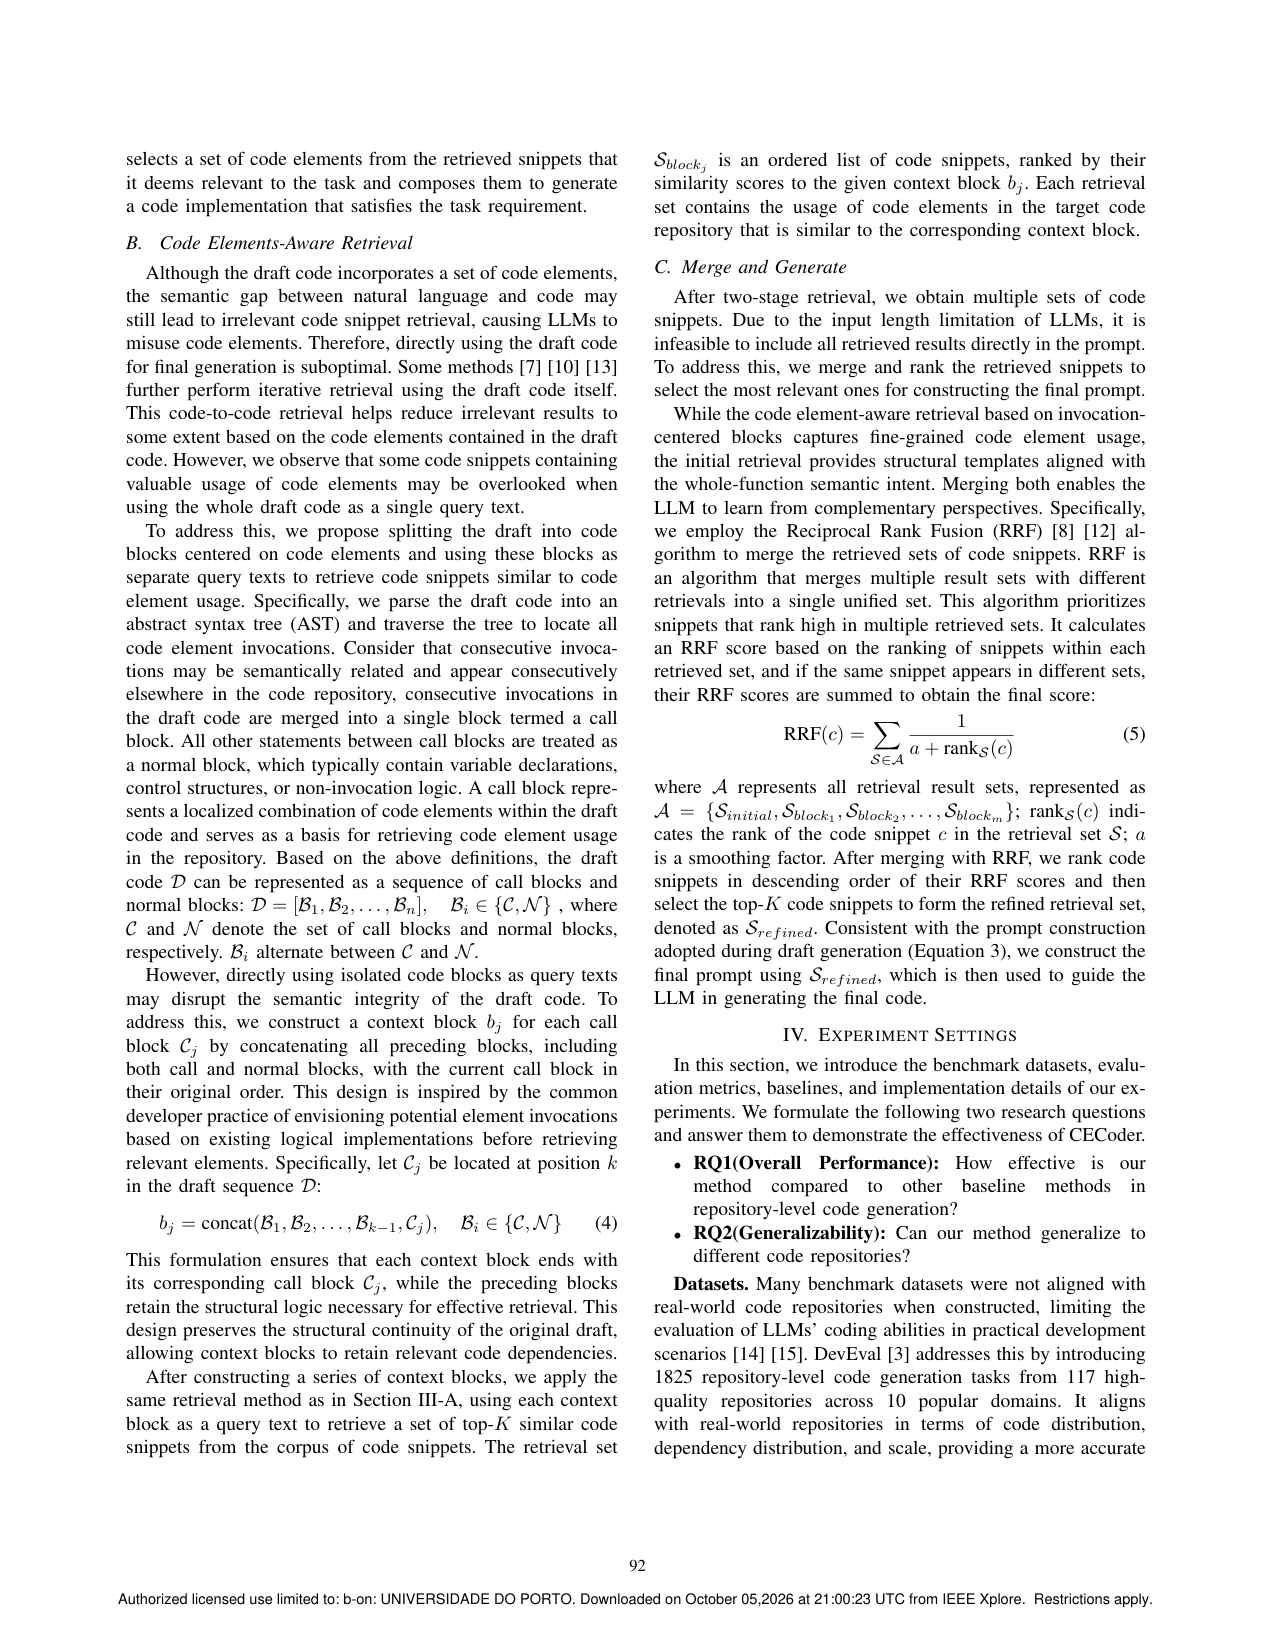 selects a set of code elements from the retrieved snippets that
it deems relevant to the task and composes them to generate
a code implementation that satisfies the task requirement.
B. Code Elements-Aware Retrieval
Although the draft code incorporates a set of code elements,
the semantic gap between natural language and code may
still lead to irrelevant code snippet retrieval, causing LLMs to
misuse code elements. Therefore, directly using the draft code
for final generation is suboptimal. Some methods [7] [10] [13]
further perform iterative retrieval using the draft code itself.
This code-to-code retrieval helps reduce irrelevant results to
some extent based on the code elements contained in the draft
code. However, we observe that some code snippets containing
valuable usage of code elements may be overlooked when
using the whole draft code as a single query text.
To address this, we propose splitting the draft into code
blocks centered on code elements and using these blocks as
separate query texts to retrieve code snippets similar to code
element usage. Specifically, we parse the draft code into an
abstract syntax tree (AST) and traverse the tree to locate all
code element invocations. Consider that consecutive invoca-
tions may be semantically related and appear consecutively
elsewhere in the code repository, consecutive invocations in
the draft code are merged into a single block termed a call
block. All other statements between call blocks are treated as
a normal block, which typically contain variable declarations,
control structures, or non-invocation logic. A call block repre-
sents a localized combination of code elements within the draft
code and serves as a basis for retrieving code element usage
in the repository. Based on the above definitions, the draft
code 𝒟 can be represented as a sequence of call blocks and
normal blocks: 𝒟 = [ℬ₁, ℬ₂, . . . , ℬₙ], ℬᵢ ∈ {𝒞, 𝒩} , where
𝒞 and 𝒩 denote the set of call blocks and normal blocks,
respectively. ℬᵢ alternate between 𝒞 and 𝒩.
However, directly using isolated code blocks as query texts
may disrupt the semantic integrity of the draft code. To
address this, we construct a context block bⱼ for each call
block 𝒞ⱼ by concatenating all preceding blocks, including
both call and normal blocks, with the current call block in
their original order. This design is inspired by the common
developer practice of envisioning potential element invocations
based on existing logical implementations before retrieving
relevant elements. Specifically, let 𝒞ⱼ be located at position k
in the draft sequence 𝒟:
bⱼ = concat(ℬ₁, ℬ₂, . . . , ℬₖ₋₁, 𝒞ⱼ), ℬᵢ ∈ {𝒞, 𝒩} (4)
This formulation ensures that each context block ends with
its corresponding call block 𝒞ⱼ, while the preceding blocks
retain the structural logic necessary for effective retrieval. This
design preserves the structural continuity of the original draft,
allowing context blocks to retain relevant code dependencies.
After constructing a series of context blocks, we apply the
same retrieval method as in Section III-A, using each context
block as a query text to retrieve a set of top-K similar code
snippets from the corpus of code snippets. The retrieval set
𝒮_{block_j} is an ordered list of code snippets, ranked by their
similarity scores to the given context block bⱼ. Each retrieval
set contains the usage of code elements in the target code
repository that is similar to the corresponding context block.
C. Merge and Generate
After two-stage retrieval, we obtain multiple sets of code
snippets. Due to the input length limitation of LLMs, it is
infeasible to include all retrieved results directly in the prompt.
To address this, we merge and rank the retrieved snippets to
select the most relevant ones for constructing the final prompt.
While the code element-aware retrieval based on invocation-
centered blocks captures fine-grained code element usage,
the initial retrieval provides structural templates aligned with
the whole-function semantic intent. Merging both enables the
LLM to learn from complementary perspectives. Specifically,
we employ the Reciprocal Rank Fusion (RRF) [8] [12] al-
gorithm to merge the retrieved sets of code snippets. RRF is
an algorithm that merges multiple result sets with different
retrievals into a single unified set. This algorithm prioritizes
snippets that rank high in multiple retrieved sets. It calculates
an RRF score based on the ranking of snippets within each
retrieved set, and if the same snippet appears in different sets,
their RRF scores are summed to obtain the final score:
RRF(c) = ∑_{𝒮∈𝒜} 1 / (a + rank_𝒮(c)) (5)
where 𝒜 represents all retrieval result sets, represented as
𝒜 = {𝒮_{initial}, 𝒮_{block_1}, 𝒮_{block_2}, . . . , 𝒮_{block_m}}; rank_𝒮(c) indi-
cates the rank of the code snippet c in the retrieval set 𝒮; a
is a smoothing factor. After merging with RRF, we rank code
snippets in descending order of their RRF scores and then
select the top-K code snippets to form the refined retrieval set,
denoted as 𝒮_{refined}. Consistent with the prompt construction
adopted during draft generation (Equation 3), we construct the
final prompt using 𝒮_{refined}, which is then used to guide the
LLM in generating the final code.
IV. EXPERIMENT SETTINGS
In this section, we introduce the benchmark datasets, evalu-
ation metrics, baselines, and implementation details of our ex-
periments. We formulate the following two research questions
and answer them to demonstrate the effectiveness of CECoder.
• RQ1(Overall Performance): How effective is our
method compared to other baseline methods in
repository-level code generation?
• RQ2(Generalizability): Can our method generalize to
different code repositories?
Datasets. Many benchmark datasets were not aligned with
real-world code repositories when constructed, limiting the
evaluation of LLMs’ coding abilities in practical development
scenarios [14] [15]. DevEval [3] addresses this by introducing
1825 repository-level code generation tasks from 117 high-
quality repositories across 10 popular domains. It aligns
with real-world repositories in terms of code distribution,
dependency distribution, and scale, providing a more accurate
92
Authorized licensed use limited to: b-on: UNIVERSIDADE DO PORTO. Downloaded on October 05,2026 at 21:00:23 UTC from IEEE Xplore. Restrictions apply.